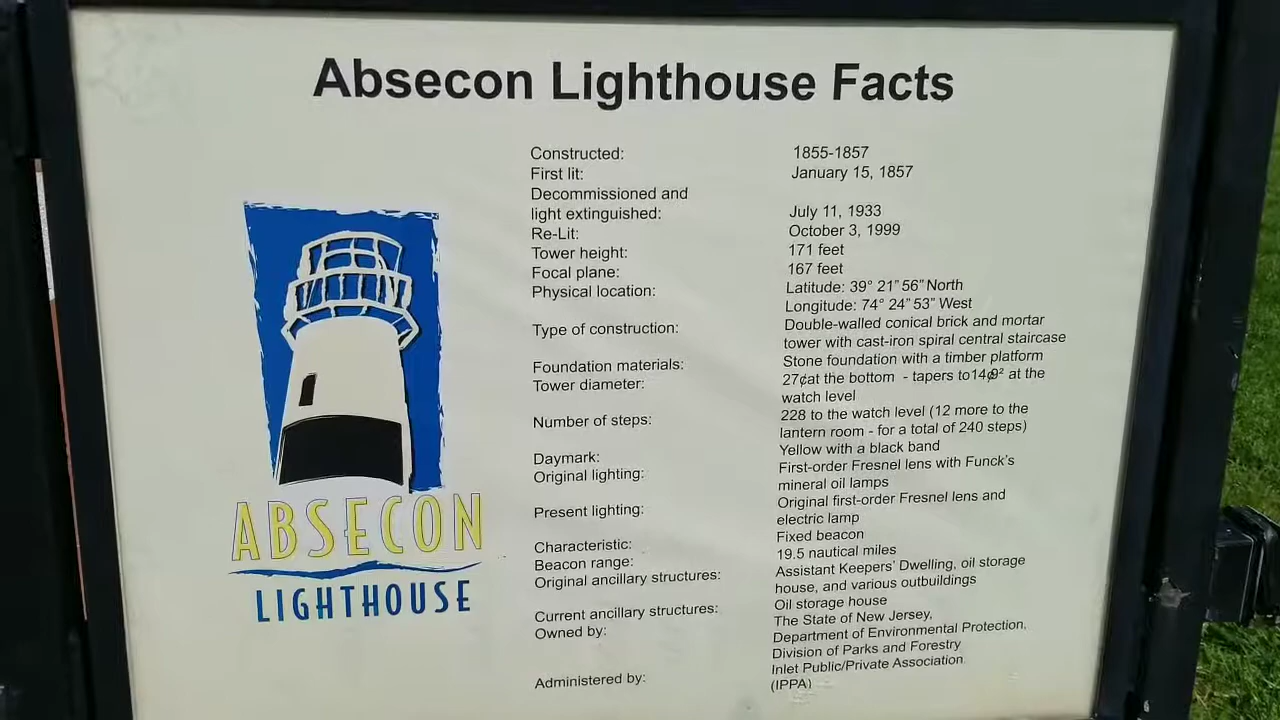 Absecon Lighthouse Facts
Constructed: 1855-1857
First lit: January 15, 1857
Decommissioned and
light extinguished: July 11, 1933
Re-Lit: October 3, 1999
Tower height: 171 feet
Focal plane: 167 feet
Physical location: Latitude: 39° 21” 56” North
Longitude: 74° 24” 53” West
Type of construction: Double-walled conical brick and mortar
tower with cast-iron spiral central staircase
Foundation materials: Stone foundation with a timber platform
Tower diameter: 27¢at the bottom - tapers to14¢9² at the
watch level
Number of steps: 228 to the watch level (12 more to the
lantern room - for a total of 240 steps)
Daymark: Yellow with a black band
Original lighting: First-order Fresnel lens with Funck's
mineral oil lamps
Present lighting: Original first-order Fresnel lens and
electric lamp
Characteristic: Fixed beacon
Beacon range: 19.5 nautical miles
Original ancillary structures: Assistant Keepers' Dwelling, oil storage
house, and various outbuildings
Current ancillary structures: Oil storage house
Owned by: The State of New Jersey,
Department of Environmental Protection,
Division of Parks and Forestry
Administered by: Inlet Public/Private Association
(IPPA)
ABSECON
LIGHTHOUSE